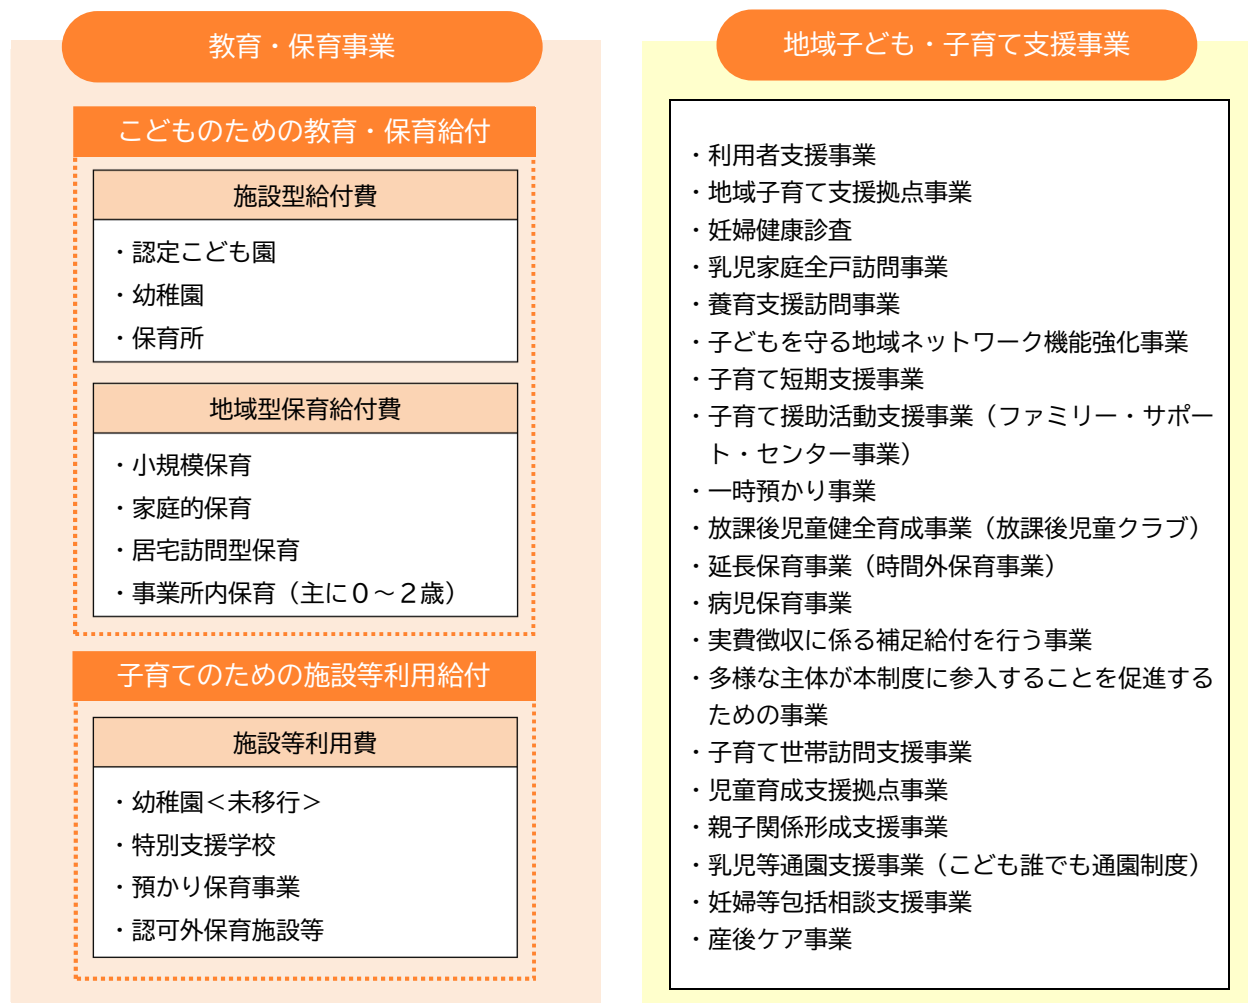 教育・保育事業
こどものための教育・保育給付
施設型給付費
・認定こども園
・幼稚園
・保育所
地域型保育給付費
・小規模保育
・家庭的保育
・居宅訪問型保育
・事業所内保育（主に０～２歳）
子育てのための施設等利用給付
施設等利用費
・幼稚園＜未移行＞
・特別支援学校
・預かり保育事業
・認可外保育施設等
地域子ども・子育て支援事業
・利用者支援事業
・地域子育て支援拠点事業
・妊婦健康診査
・乳児家庭全戸訪問事業
・養育支援訪問事業
・子どもを守る地域ネットワーク機能強化事業
・子育て短期支援事業
・子育て援助活動支援事業（ファミリー・サポー
ト・センター事業）
・一時預かり事業
・放課後児童健全育成事業（放課後児童クラブ）
・延長保育事業（時間外保育事業）
・病児保育事業
・実費徴収に係る補足給付を行う事業
・多様な主体が本制度に参入することを促進する
ための事業
・子育て世帯訪問支援事業
・児童育成支援拠点事業
・親子関係形成支援事業
・乳児等通園支援事業（こども誰でも通園制度）
・妊婦等包括相談支援事業
・産後ケア事業